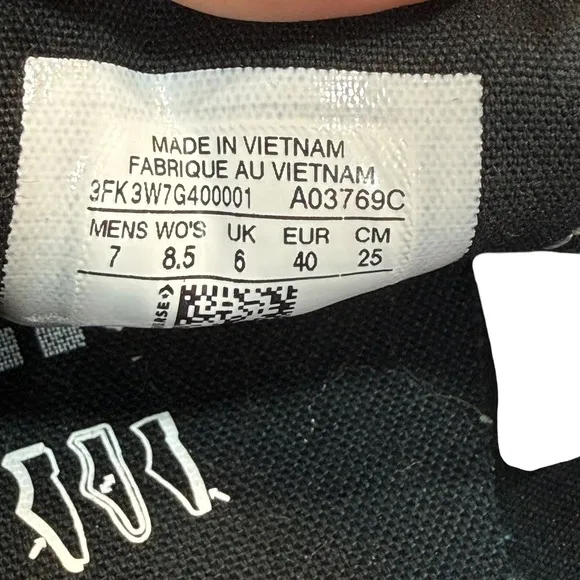 MADE IN VIETNAM
FABRIQUE AU VIETNAM
3FK3W7G400001 A03769C
MENS WO'S UK EUR CM
7 8.5 6 40 25